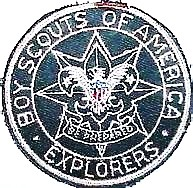 BOY SCOUTS OF AMERICA
BE PREPARED
• EXPLORERS •